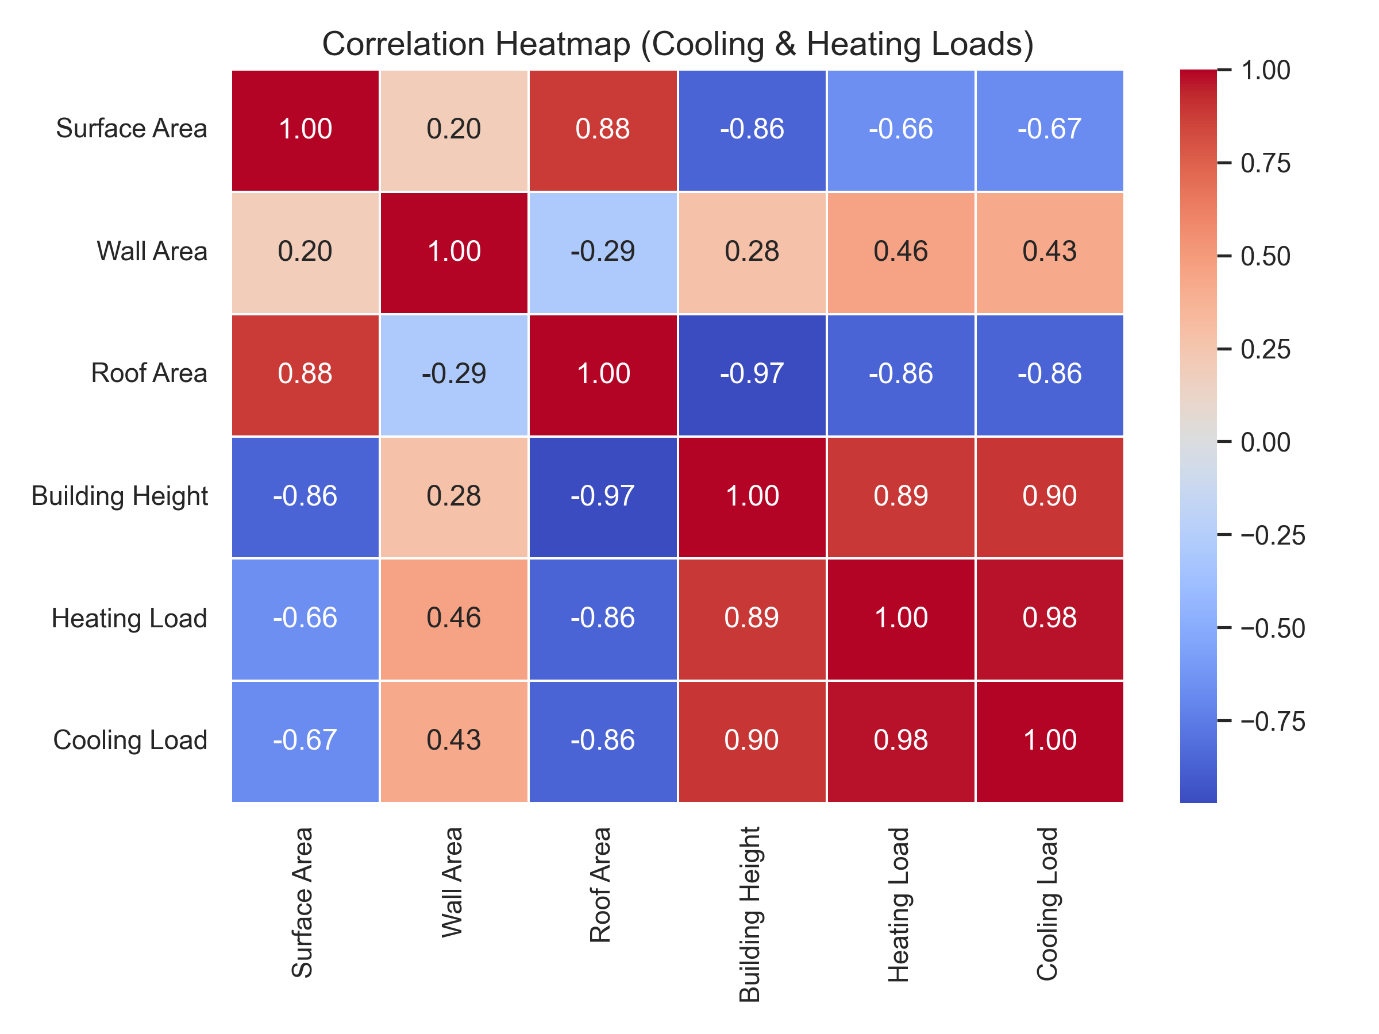 Correlation Heatmap (Cooling & Heating Loads)
Surface Area 1.00 0.20 0.88 -0.86 -0.66 -0.67
Wall Area 0.20 1.00 -0.29 0.28 0.46 0.43
Roof Area 0.88 -0.29 1.00 -0.97 -0.86 -0.86
Building Height -0.86 0.28 -0.97 1.00 0.89 0.90
Heating Load -0.66 0.46 -0.86 0.89 1.00 0.98
Cooling Load -0.67 0.43 -0.86 0.90 0.98 1.00
Surface Area
Wall Area
Roof Area
Building Height
Heating Load
Cooling Load
1.00
0.75
0.50
0.25
0.00
−0.25
−0.50
−0.75